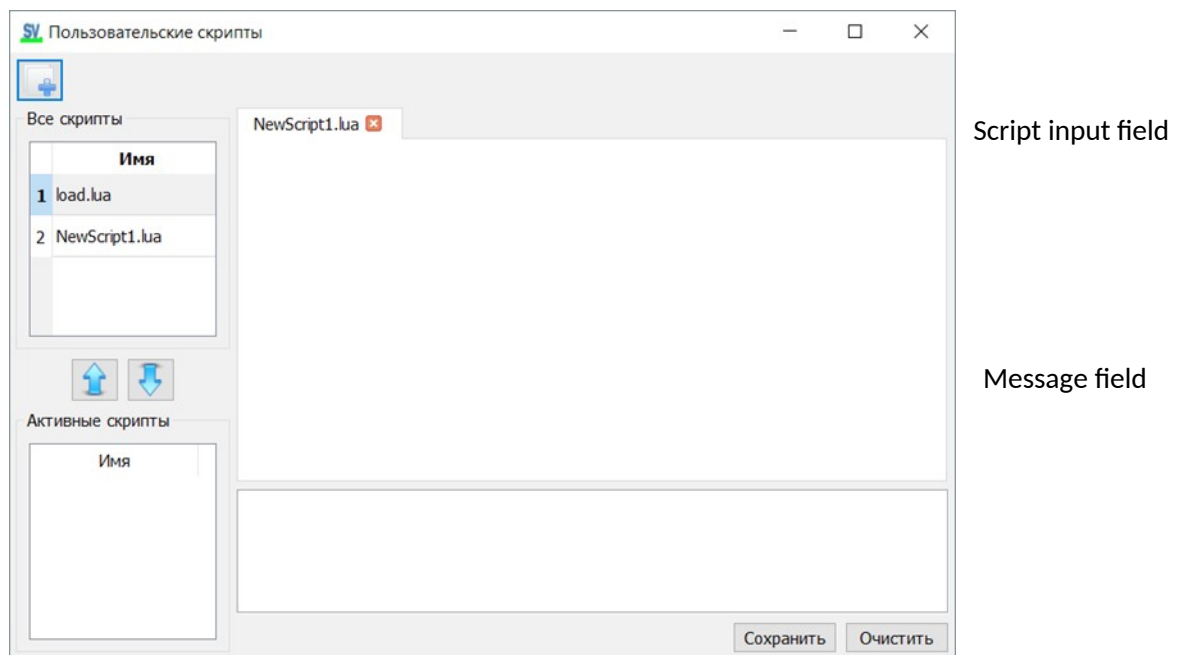 SV Пользовательские скрипты
Все скрипты
Имя
1 load.lua
2 NewScript1.lua
Активные скрипты
Имя
NewScript1.lua
Сохранить Очистить
Script input field
Message field